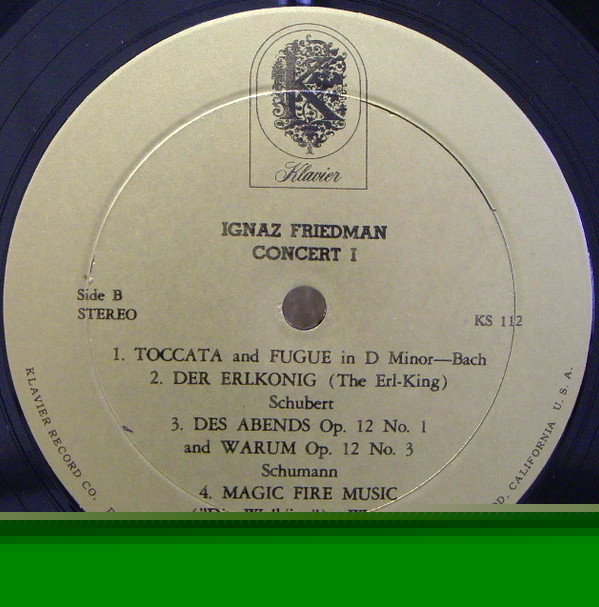 K
Klavier
IGNAZ FRIEDMAN
CONCERT I
Side B
STEREO
KS 112
1. TOCCATA and FUGUE in D Minor—Bach
2. DER ERLKONIG (The Erl-King)
Schubert
3. DES ABENDS Op. 12 No. 1
and WARUM Op. 12 No. 3
Schumann
4. MAGIC FIRE MUSIC
KLAVIER RECORD CO.
CALIFORNIA U. S. A.